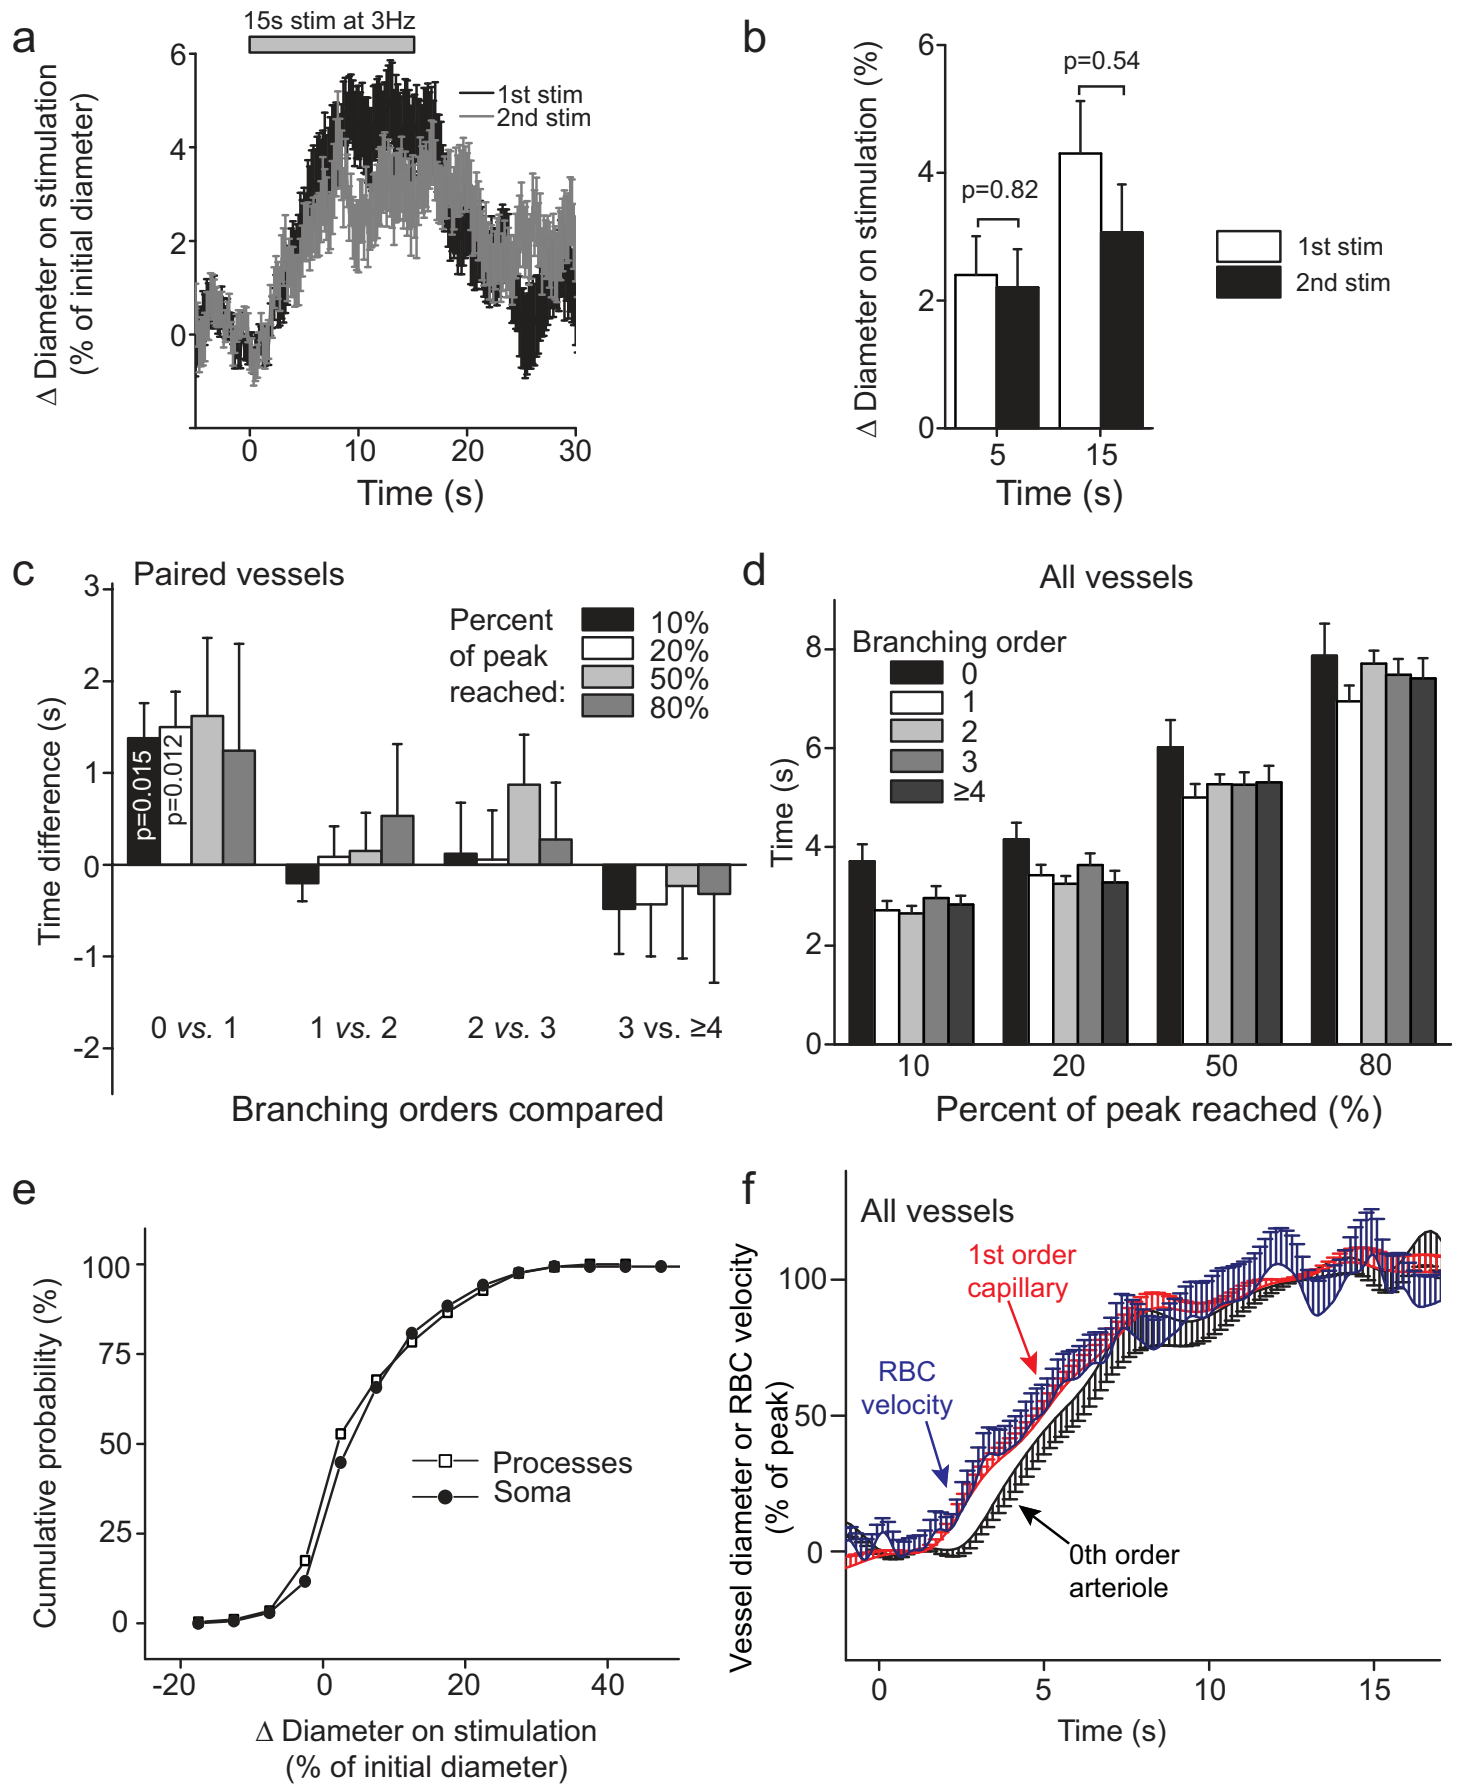 a
15s stim at 3Hz
6
4
2
0
0
10
20
30
1st stim
2nd stim
Δ Diameter on stimulation
(% of initial diameter)
Time (s)
b
6
4
2
0
p=0.82
p=0.54
5
15
1st stim
2nd stim
Δ Diameter on stimulation (%)
Time (s)
c
Paired vessels
3
2
1
0
-1
-2
Percent
of peak
reached:
10%
20%
50%
80%
p=0.015
p=0.012
0 vs. 1
1 vs. 2
2 vs. 3
3 vs. ≥4
Time difference (s)
Branching orders compared
d
All vessels
Branching order
0
1
2
3
≥4
8
6
4
2
0
10
20
50
80
Time (s)
Percent of peak reached (%)
e
100
75
50
25
0
-20
0
20
40
Processes
Soma
Cumulative probability (%)
Δ Diameter on stimulation
(% of initial diameter)
f
All vessels
1st order
capillary
RBC
velocity
0th order
arteriole
100
50
0
0
5
10
15
Vessel diameter or RBC velocity
(% of peak)
Time (s)